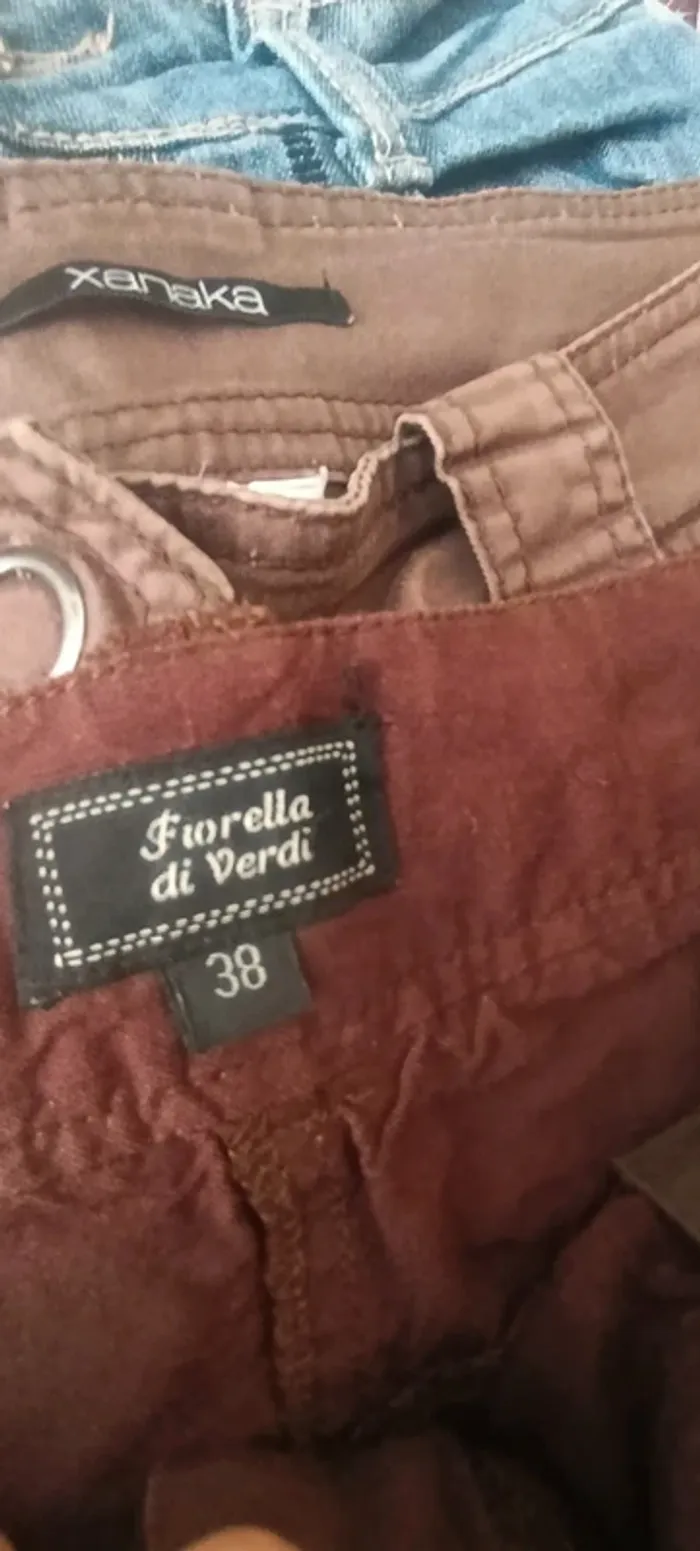 xanaka
Fiorella
di Verdi
38